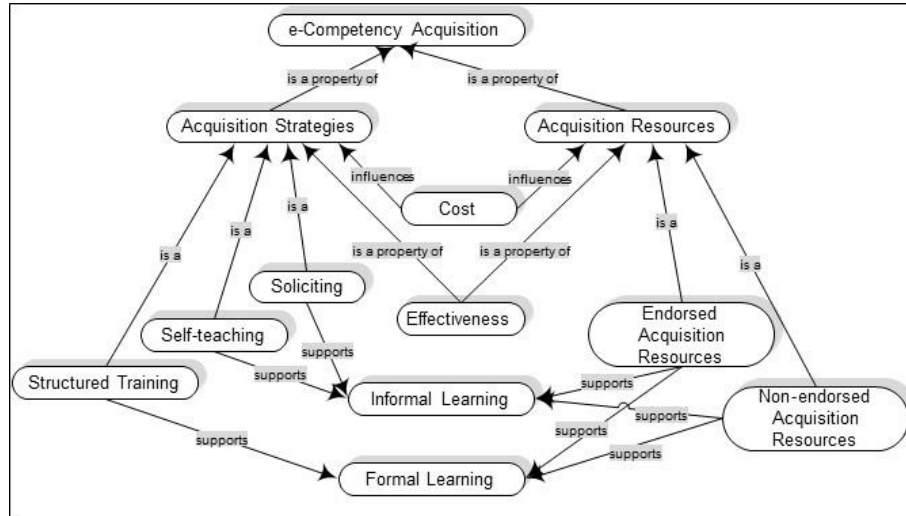 e-Competency Acquisition
is a property of
is a property of
Acquisition Strategies
Acquisition Resources
influences
influences
Cost
is a
is a
is a
is a
is a
is a property of
is a property of
Soliciting
Effectiveness
Endorsed
Acquisition
Resources
Self-teaching
supports
Structured Training
supports
supports
Informal Learning
supports
supports
Non-endorsed
Acquisition
Resources
supports
supports
Formal Learning